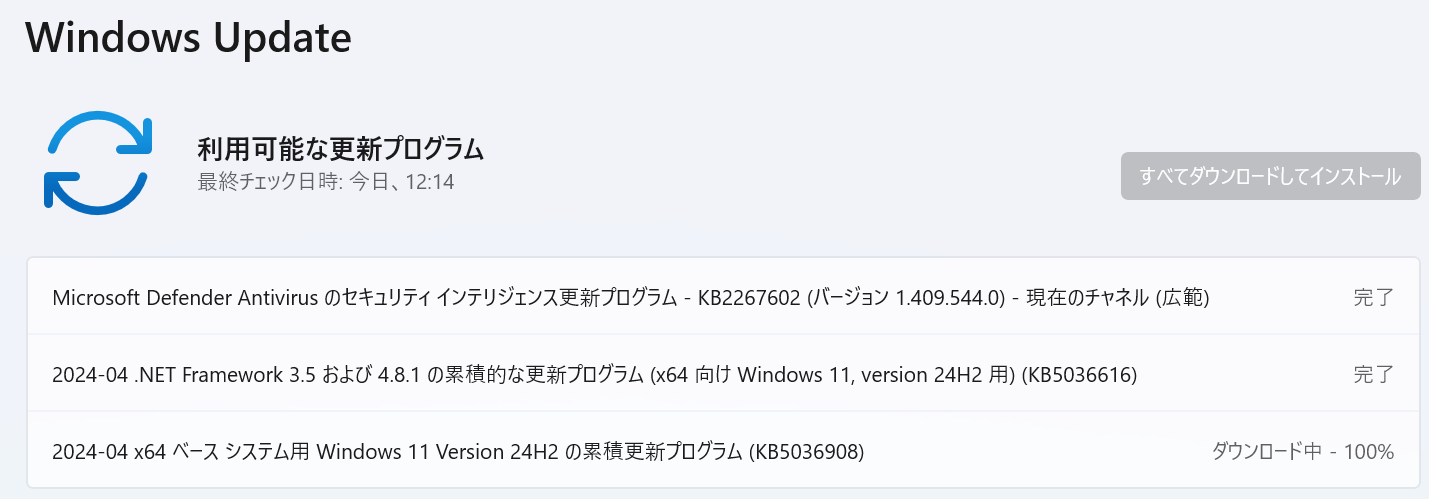 Windows Update
利用可能な更新プログラム
最終チェック日時: 今日、12:14
すべてダウンロードしてインストール
Microsoft Defender Antivirus のセキュリティ インテリジェンス更新プログラム - KB2267602 (バージョン 1.409.544.0) - 現在のチャネル (広範)
完了
2024-04 .NET Framework 3.5 および 4.8.1 の累積的な更新プログラム (x64 向け Windows 11, version 24H2 用) (KB5036616)
完了
2024-04 x64 ベース システム用 Windows 11 Version 24H2 の累積更新プログラム (KB5036908)
ダウンロード中 - 100%